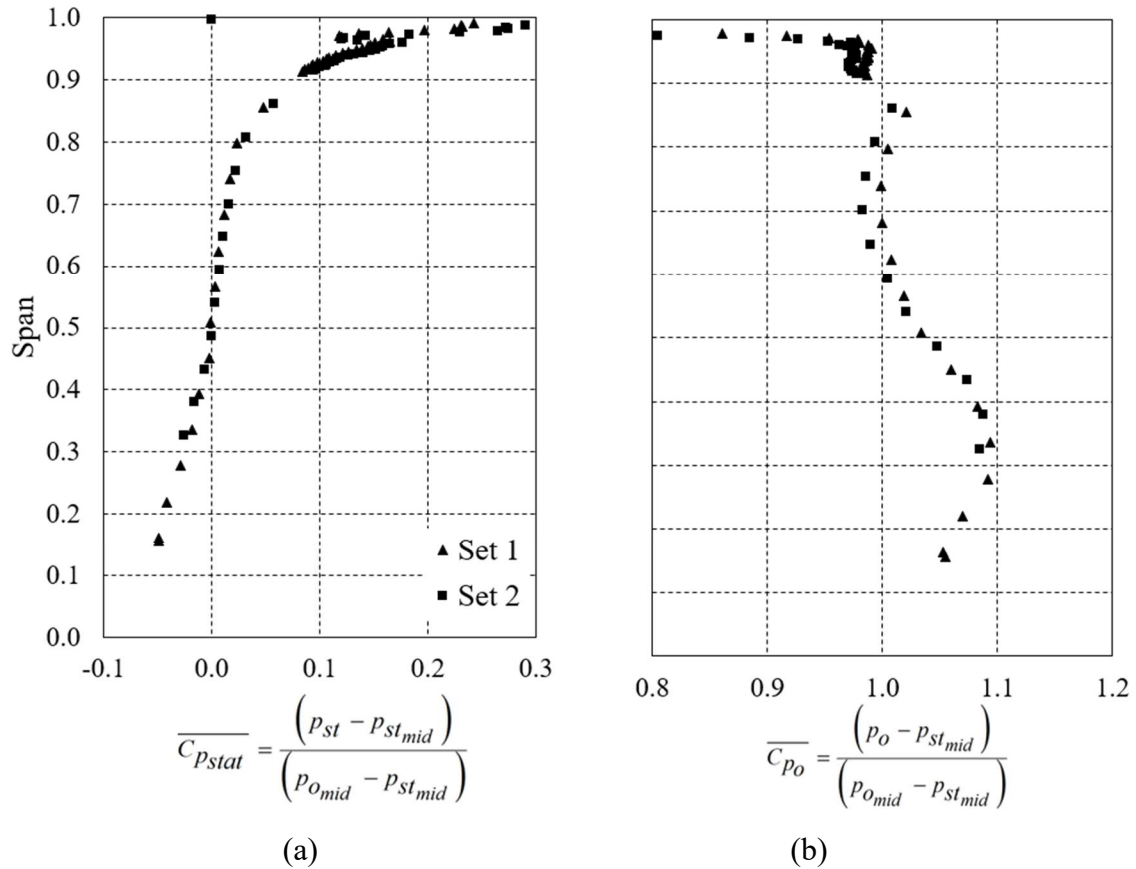 1.0
0.9
0.8
0.7
0.6
0.5
0.4
0.3
0.2
0.1
0.0
Span
-0.1 0.0 0.1 0.2 0.3
▲ Set 1
■ Set 2
0.8 0.9 1.0 1.1 1.2
\overline{C_{p_{stat}}} = \frac{(p_{st} - p_{st_{mid}})}{(p_{o_{mid}} - p_{st_{mid}})}
\overline{C_{p_o}} = \frac{(p_o - p_{st_{mid}})}{(p_{o_{mid}} - p_{st_{mid}})}
(a)
(b)